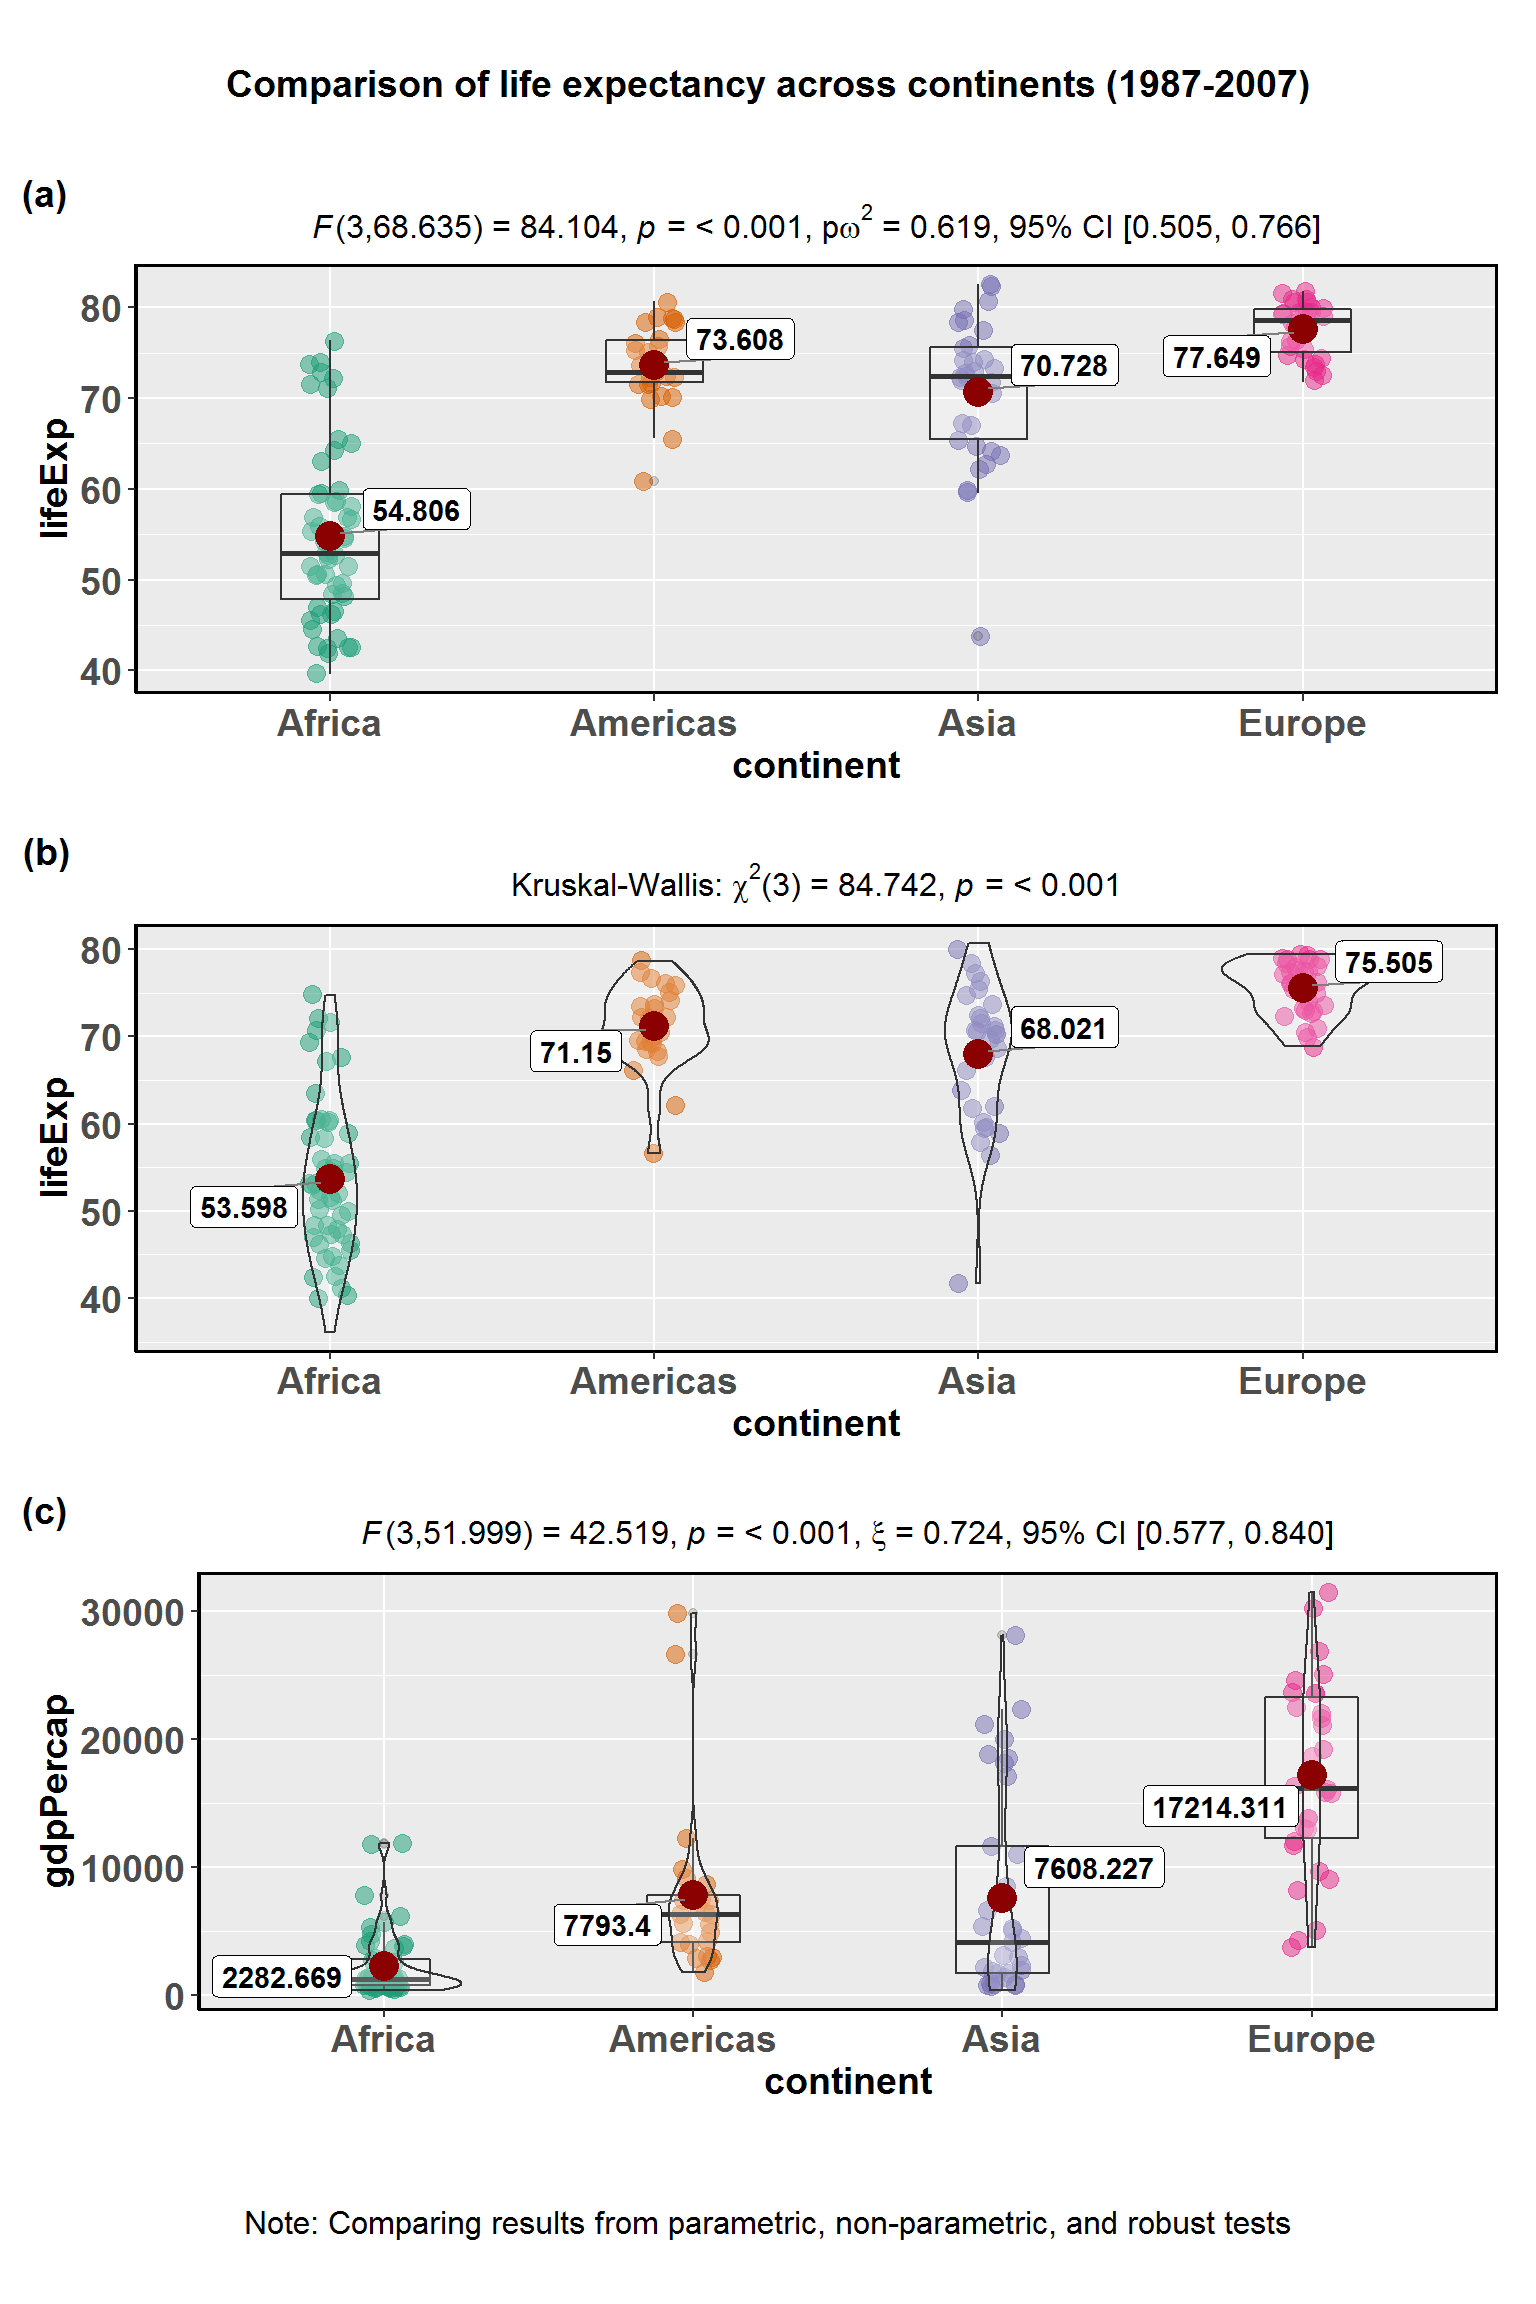 Comparison of life expectancy across continents (1987-2007)
(a)
F(3,68.635) = 84.104, p = < 0.001, pω² = 0.619, 95% CI [0.505, 0.766]
lifeExp
80
70
60
50
40
54.806
73.608
70.728
77.649
Africa Americas Asia Europe
continent
(b)
Kruskal-Wallis: χ²(3) = 84.742, p = < 0.001
lifeExp
80
70
60
50
40
53.598
71.15
68.021
75.505
Africa Americas Asia Europe
continent
(c)
F(3,51.999) = 42.519, p = < 0.001, ξ = 0.724, 95% CI [0.577, 0.840]
gdpPercap
30000
20000
10000
0
2282.669
7793.4
7608.227
17214.311
Africa Americas Asia Europe
continent
Note: Comparing results from parametric, non-parametric, and robust tests